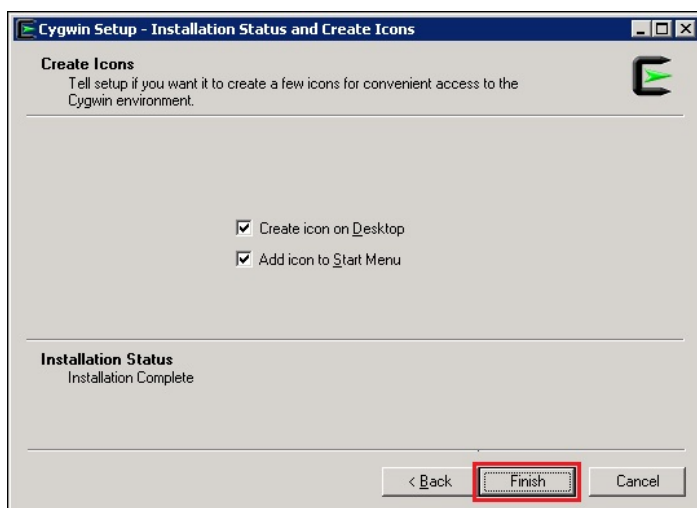 Cygwin Setup - Installation Status and Create Icons
Create Icons
Tell setup if you want it to create a few icons for convenient access to the
Cygwin environment.
Create icon on Desktop
Add icon to Start Menu
Installation Status
Installation Complete
< Back Finish Cancel